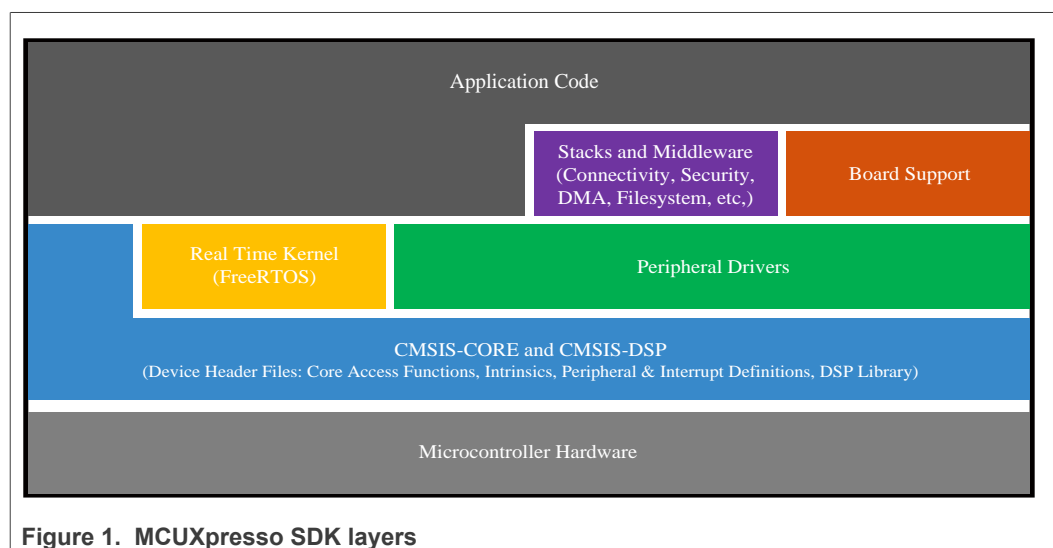 Application Code
Stacks and Middleware
(Connectivity, Security,
DMA, Filesystem, etc,)
Board Support
Real Time Kernel
(FreeRTOS)
Peripheral Drivers
CMSIS-CORE and CMSIS-DSP
(Device Header Files: Core Access Functions, Intrinsics, Peripheral & Interrupt Definitions, DSP Library)
Microcontroller Hardware
Figure 1. MCUXpresso SDK layers